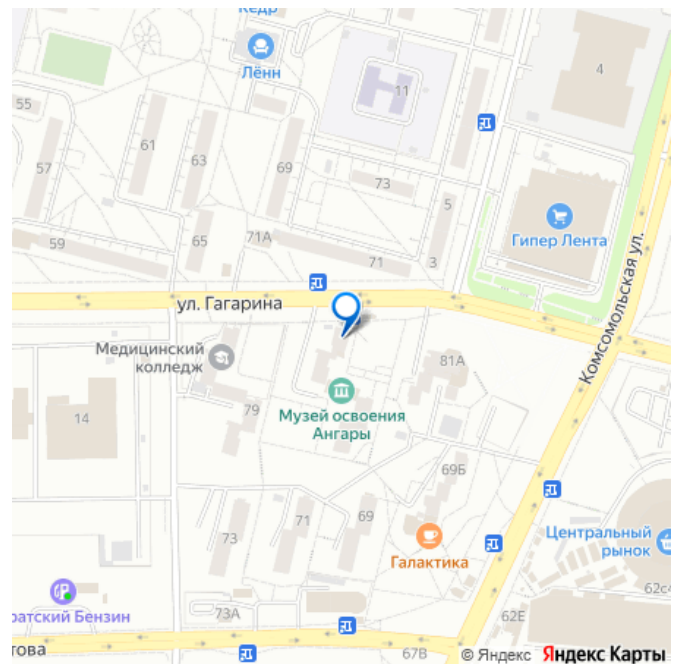 Кедр
Лённ
11
4
55
61
57
63
69
73
5
Гипер Лента
59
65
71А
71
3
Комсомольская ул.
ул. Гагарина
Медицинский
колледж
81А
14
79
Музей освоения
Ангары
69Б
73
71
69
Галактика
Центральный
рынок
ратский Бензин
73А
62Е
62с4
това
67В
© Яндекс Яндекс Карты